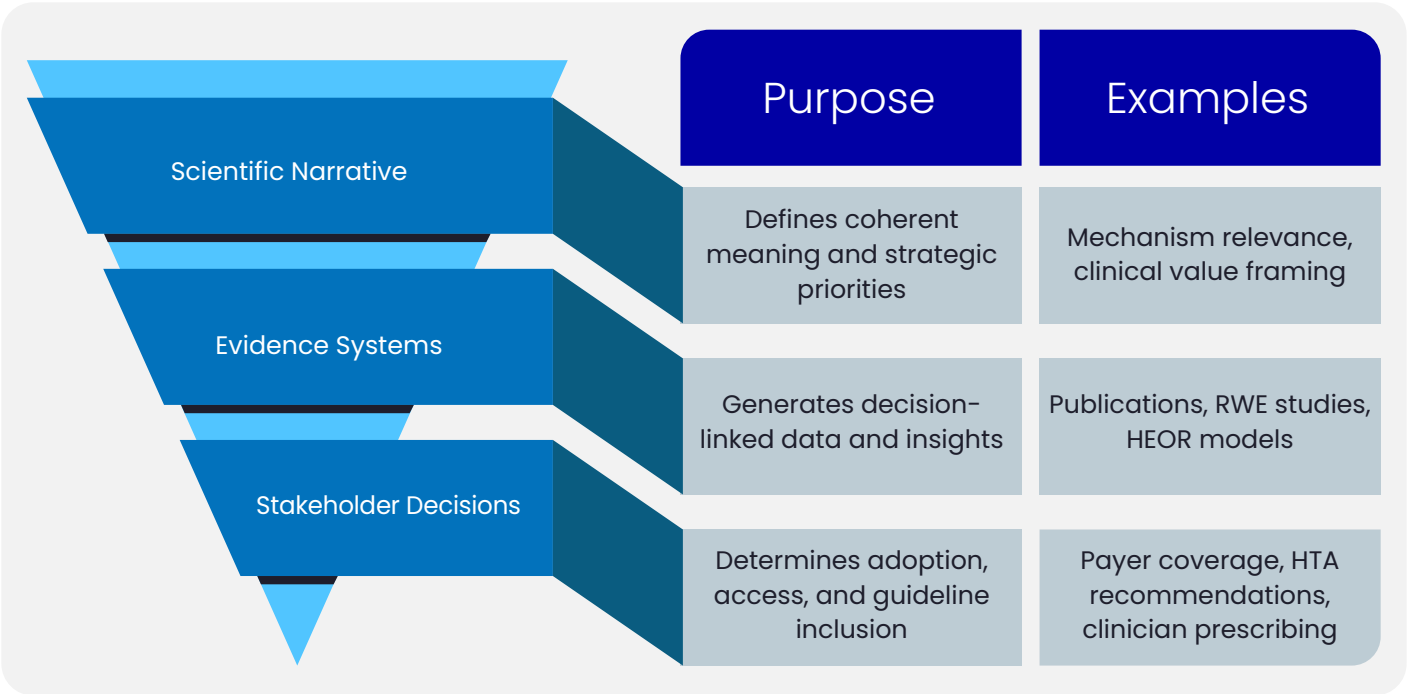 Purpose
Examples
Scientific Narrative
Defines coherent
meaning and strategic
priorities
Mechanism relevance,
clinical value framing
Evidence Systems
Generates decision-
linked data and insights
Publications, RWE studies,
HEOR models
Stakeholder Decisions
Determines adoption,
access, and guideline
inclusion
Payer coverage, HTA
recommendations,
clinician prescribing